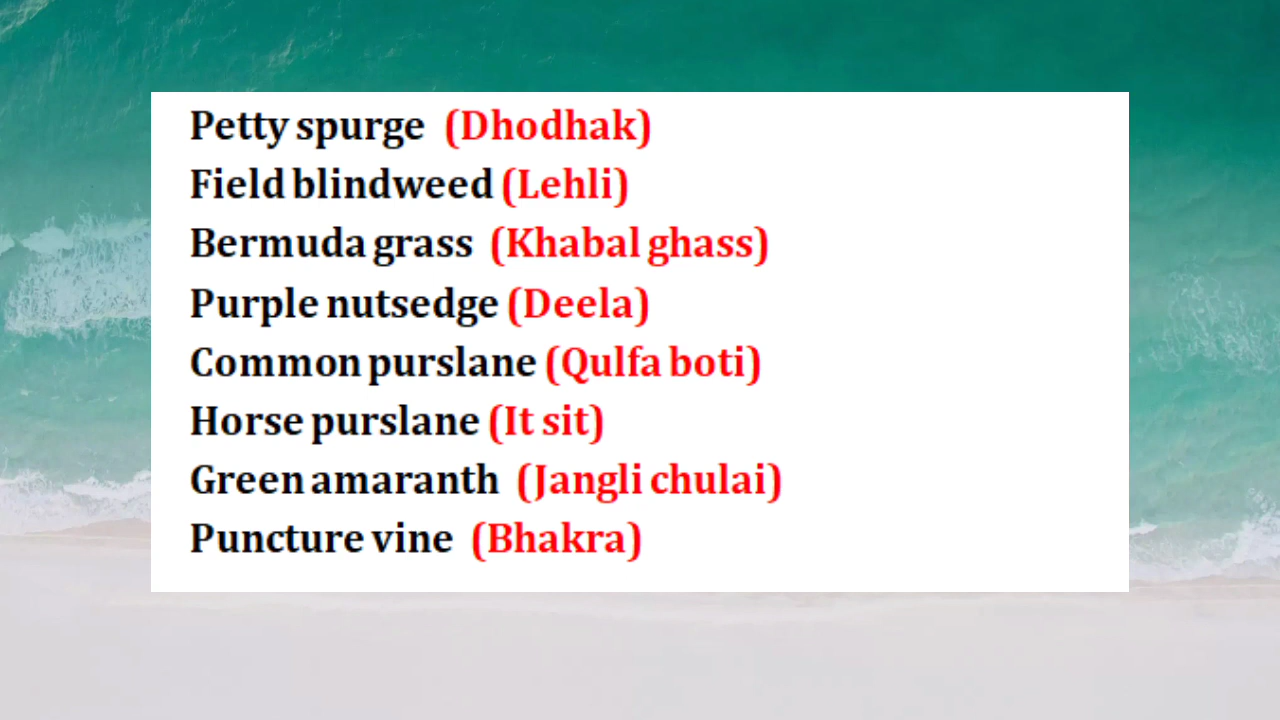 Petty spurge (Dhodhak)
Field blindweed (Lehli)
Bermuda grass (Khabal ghass)
Purple nutsedge (Deela)
Common purslane (Qulfa boti)
Horse purslane (It sit)
Green amaranth (Jangli chulai)
Puncture vine (Bhakra)